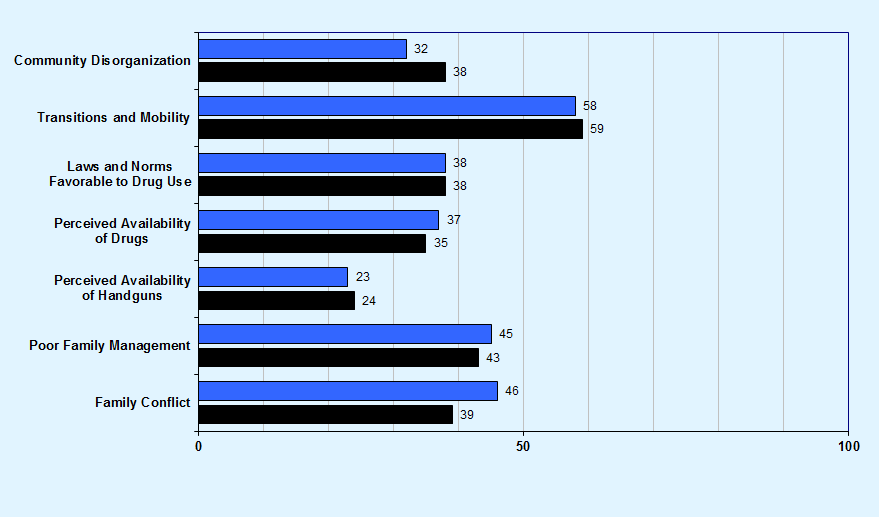 Community Disorganization
32
38
Transitions and Mobility
58
59
Laws and Norms
Favorable to Drug Use
38
38
Perceived Availability
of Drugs
37
35
Perceived Availability
of Handguns
23
24
Poor Family Management
45
43
Family Conflict
46
39
0 50 100